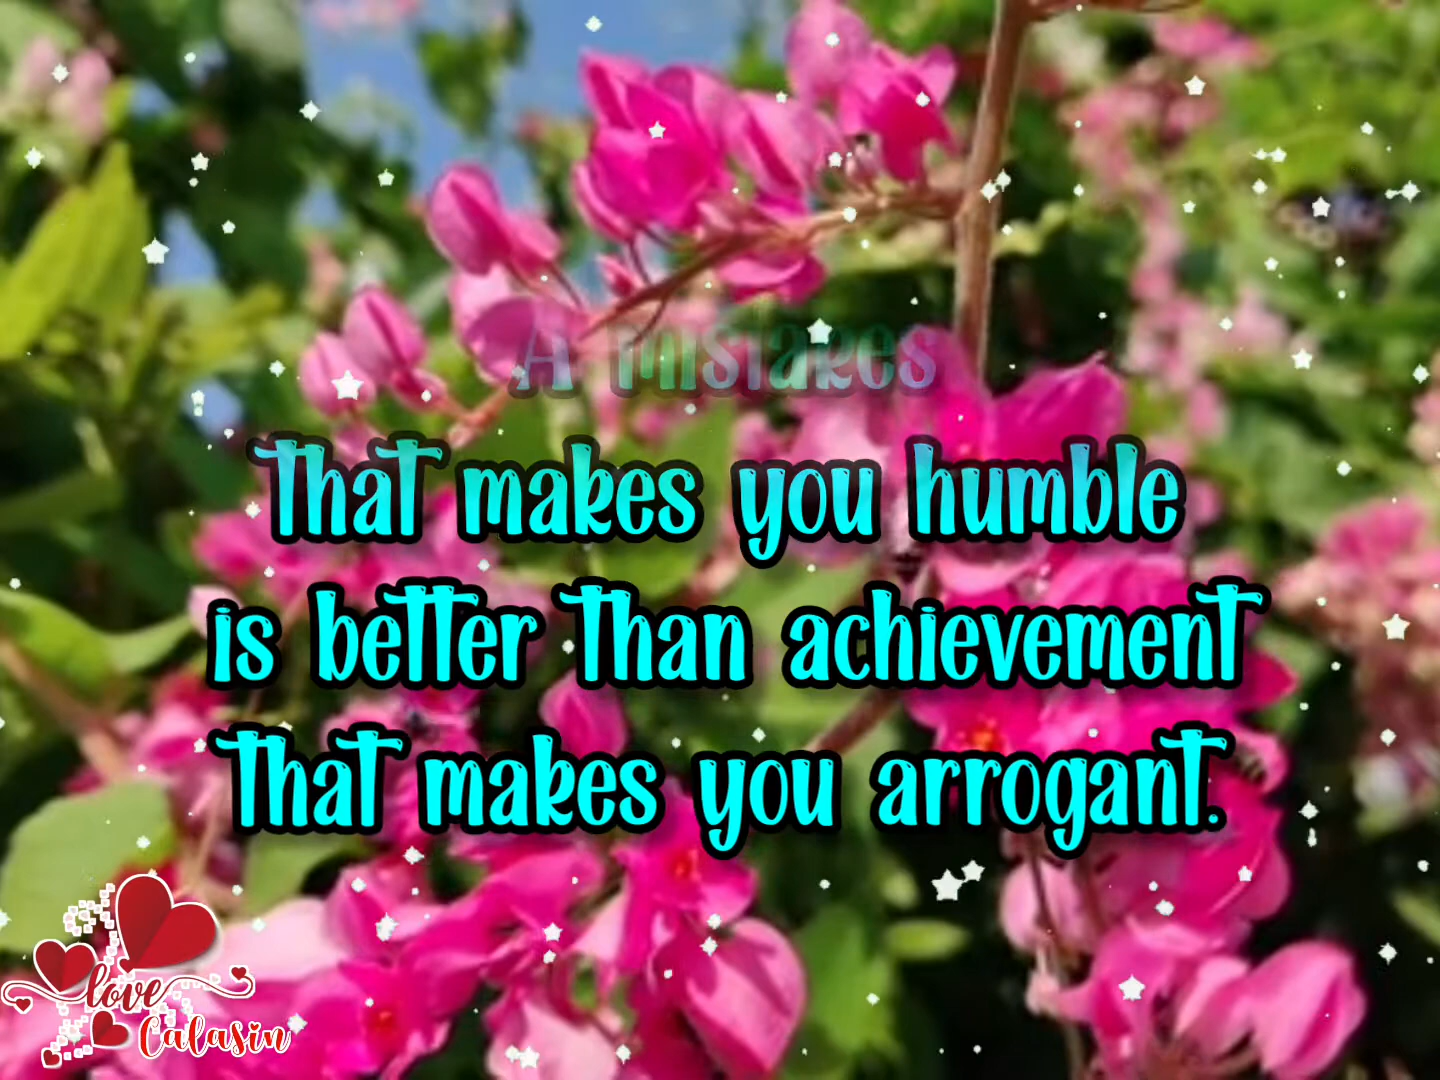 A mistakes
that makes you humble
is better than achievement
that makes you arrogant.
love
Calasin